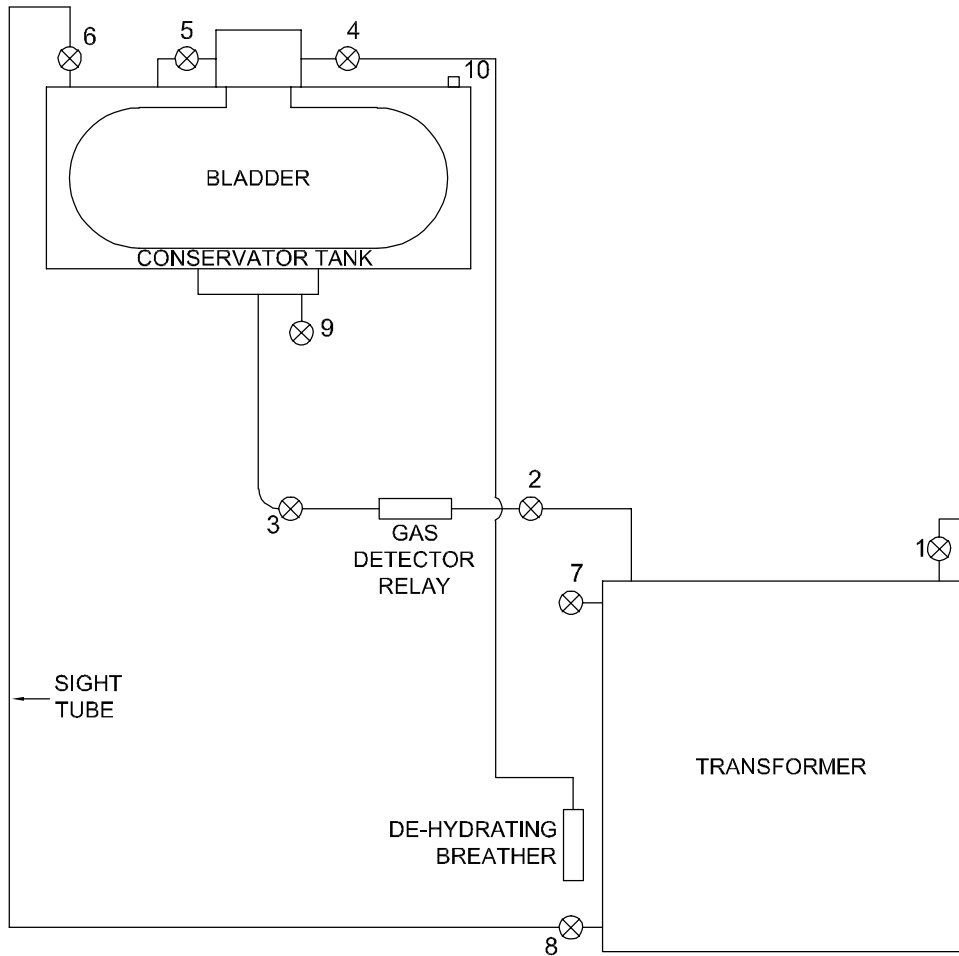 6
5
4
10
BLADDER
CONSERVATOR TANK
9
2
3
GAS
DETECTOR
RELAY
1
7
SIGHT
TUBE
TRANSFORMER
DE-HYDRATING
BREATHER
8